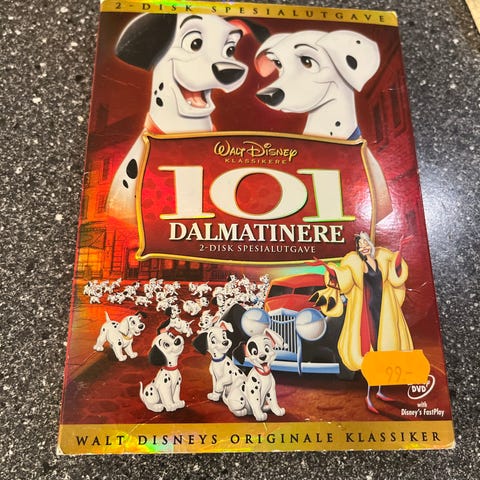 2-DISK SPESIALUTGAVE
WALT DISNEY
KLASSIKERE
101
DALMATINERE
2-DISK SPESIALUTGAVE
99-
DVD
with
Disney's FastPlay
WALT DISNEYS ORIGINALE KLASSIKER